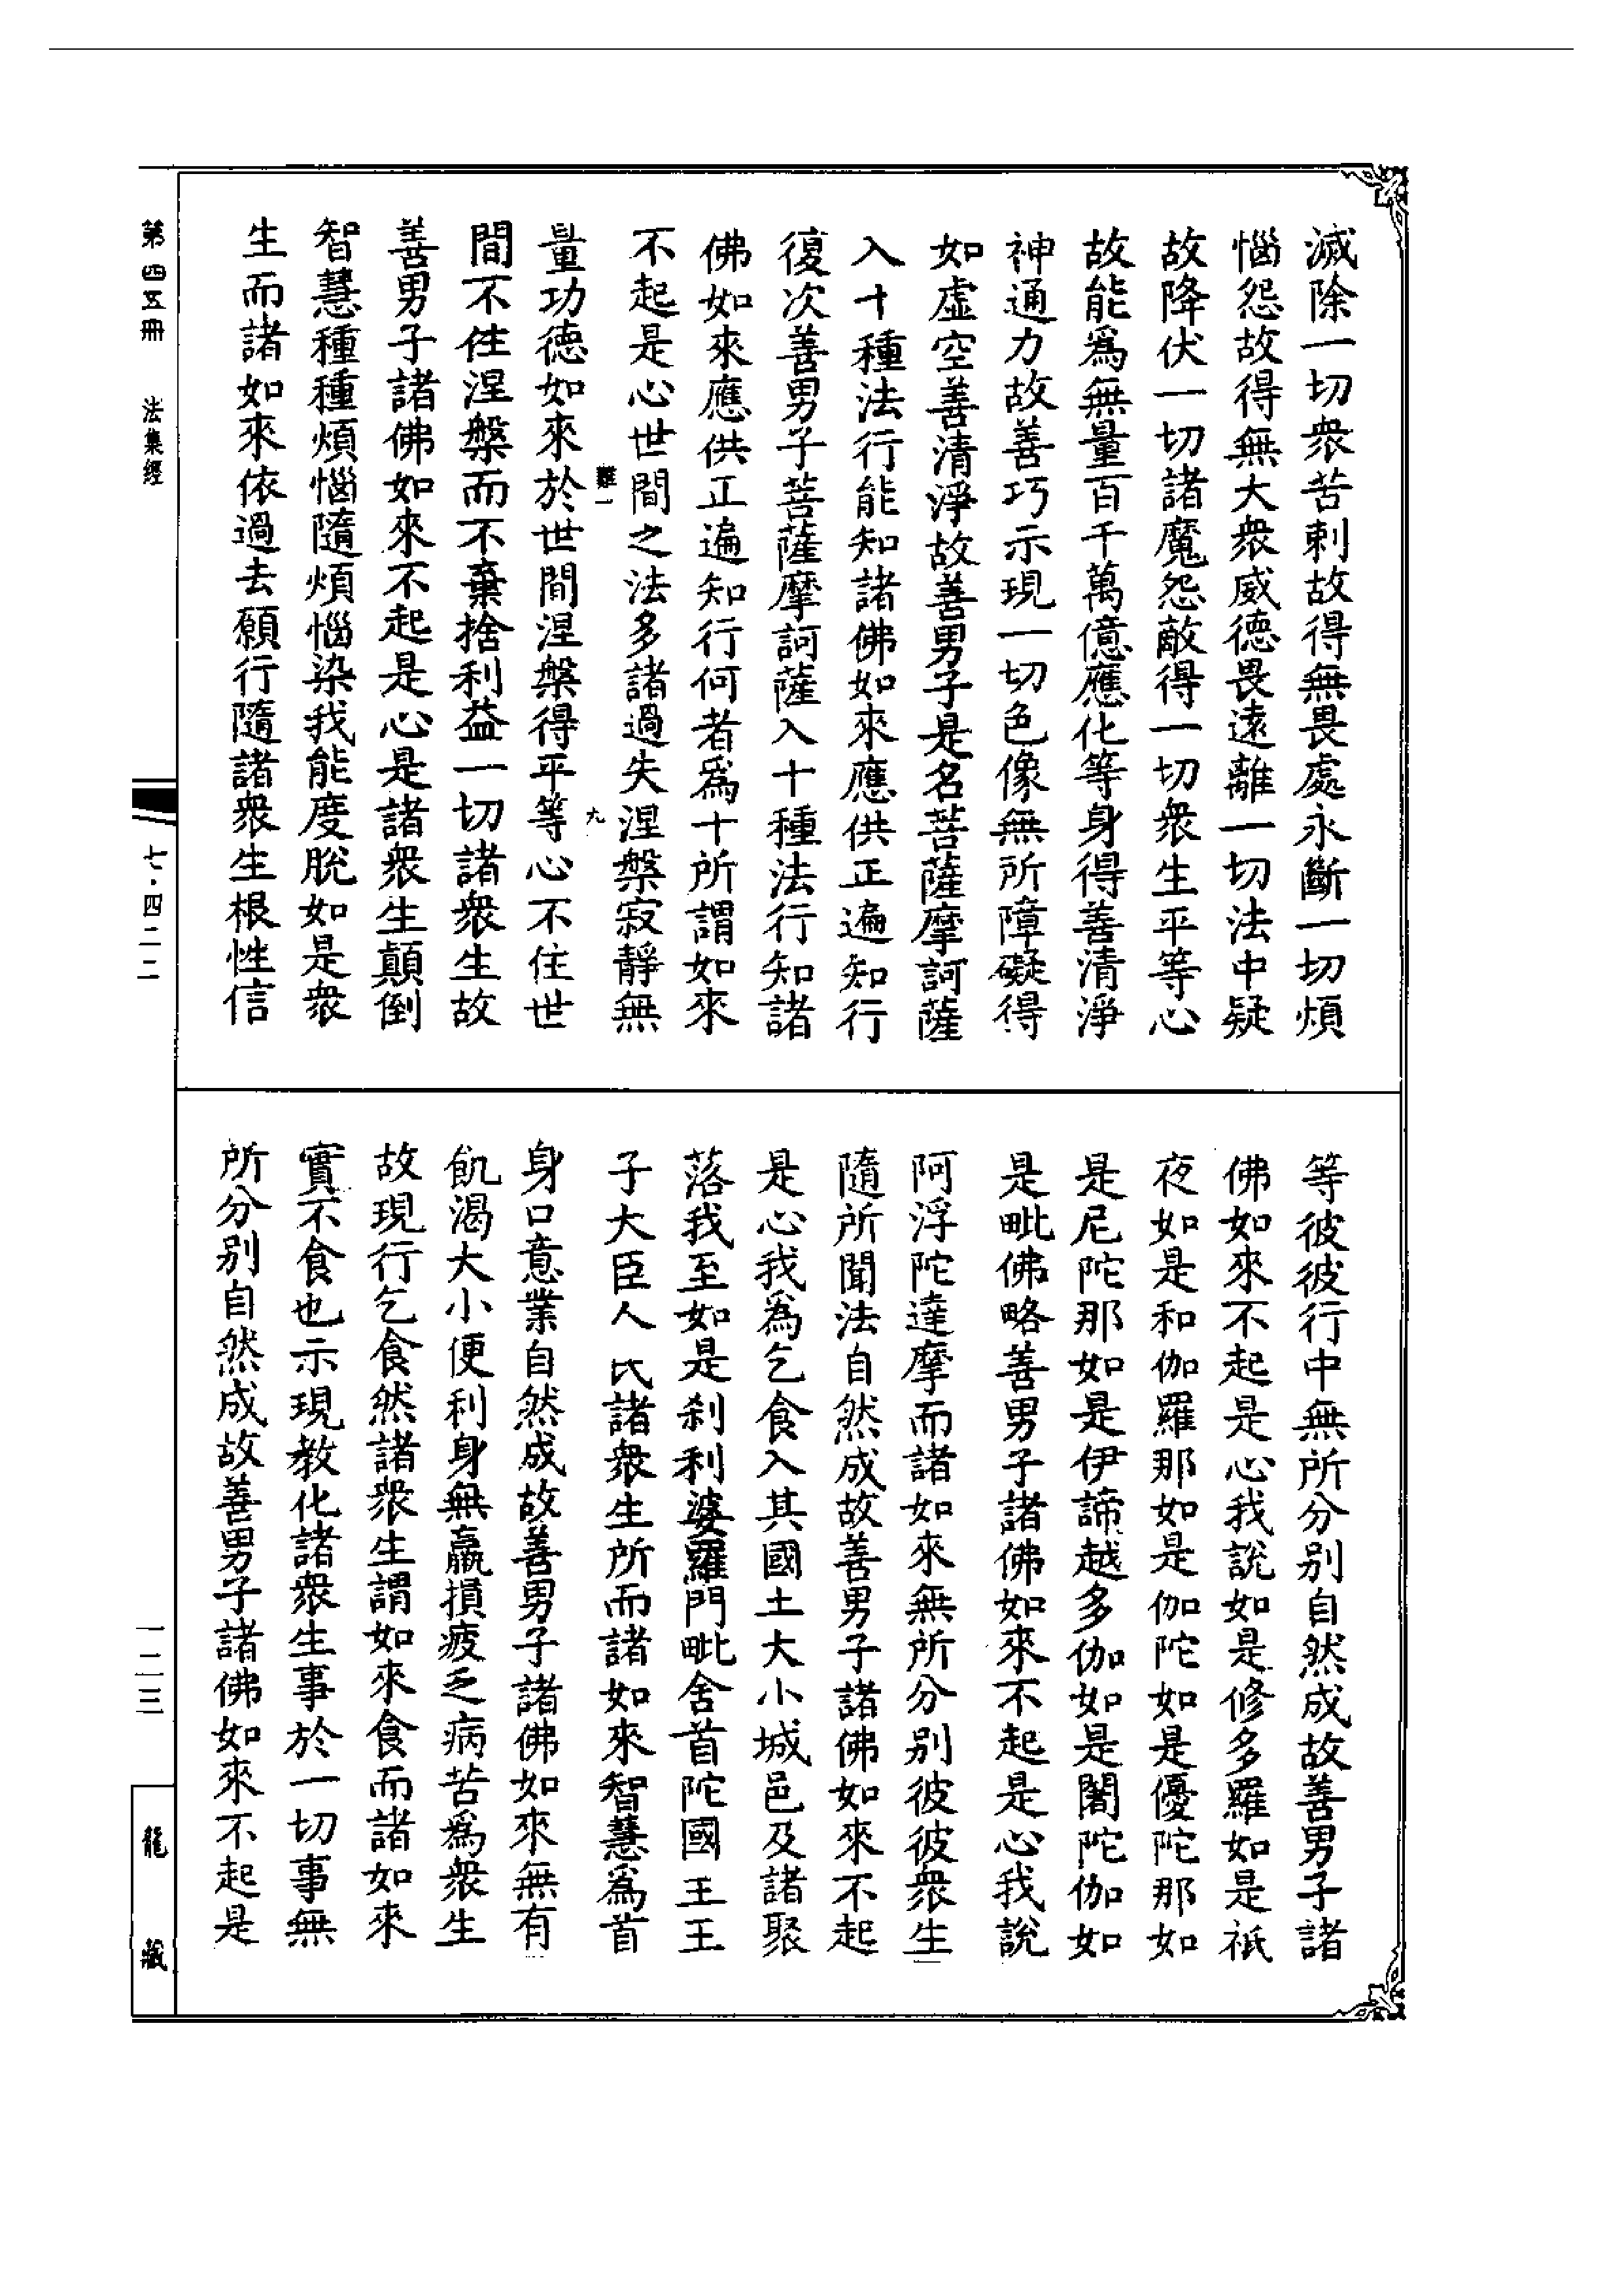 滅除一切衆苦刺故得無畏處永斷一切煩
惱怨故得無大衆威德畏遠離一切法中疑
故降伏一切諸魔怨敵得一切衆生平等心
故能爲無量百千萬億應化等身得善清淨
神通力故善巧示現一切色像無所障礙得
如虛空善清淨故善男子是名菩薩摩訶薩
入十種法行能知諸佛如來應供正遍知行
復次善男子菩薩摩訶薩入十種法行知諸
佛如來應供正遍知行何者爲十所謂如來
不起是心世間之法多諸過失涅槃寂靜無
難一　九
量功德如來於世間涅槃得平等心不住世
間不住涅槃而不棄捨利益一切諸衆生故
善男子諸佛如來不起是心是諸衆生顛倒
智慧種種煩惱隨煩惱染我能度脫如是衆
生而諸如來依過去願行隨諸衆生根性信
等彼彼行中無所分別自然成故善男子諸
佛如來不起是心我說如是修多羅如是祇
夜如是和伽羅那如是伽陀如是優陀那如
是尼陀那如是伊諦越多伽如是闍陀伽如
是毗佛略善男子諸佛如來不起是心我說
阿浮陀達摩而諸如來無所分別彼彼衆生
隨所聞法自然成故善男子諸佛如來不起
是心我爲乞食入其國土大小城邑及諸聚
落我至如是刹利婆羅門毗舍首陀國王王
子大臣人民諸衆生所而諸如來智慧爲首
身口意業自然成故善男子諸佛如來無有
飢渴大小便利身無羸損疲乏病苦爲衆生
故現行乞食然諸衆生謂如來食而諸如來
實不食也示現教化諸衆生事於一切事無
所分別自然成故善男子諸佛如來不起是
第四五冊　法集經
七·四二二
一二三
龍藏